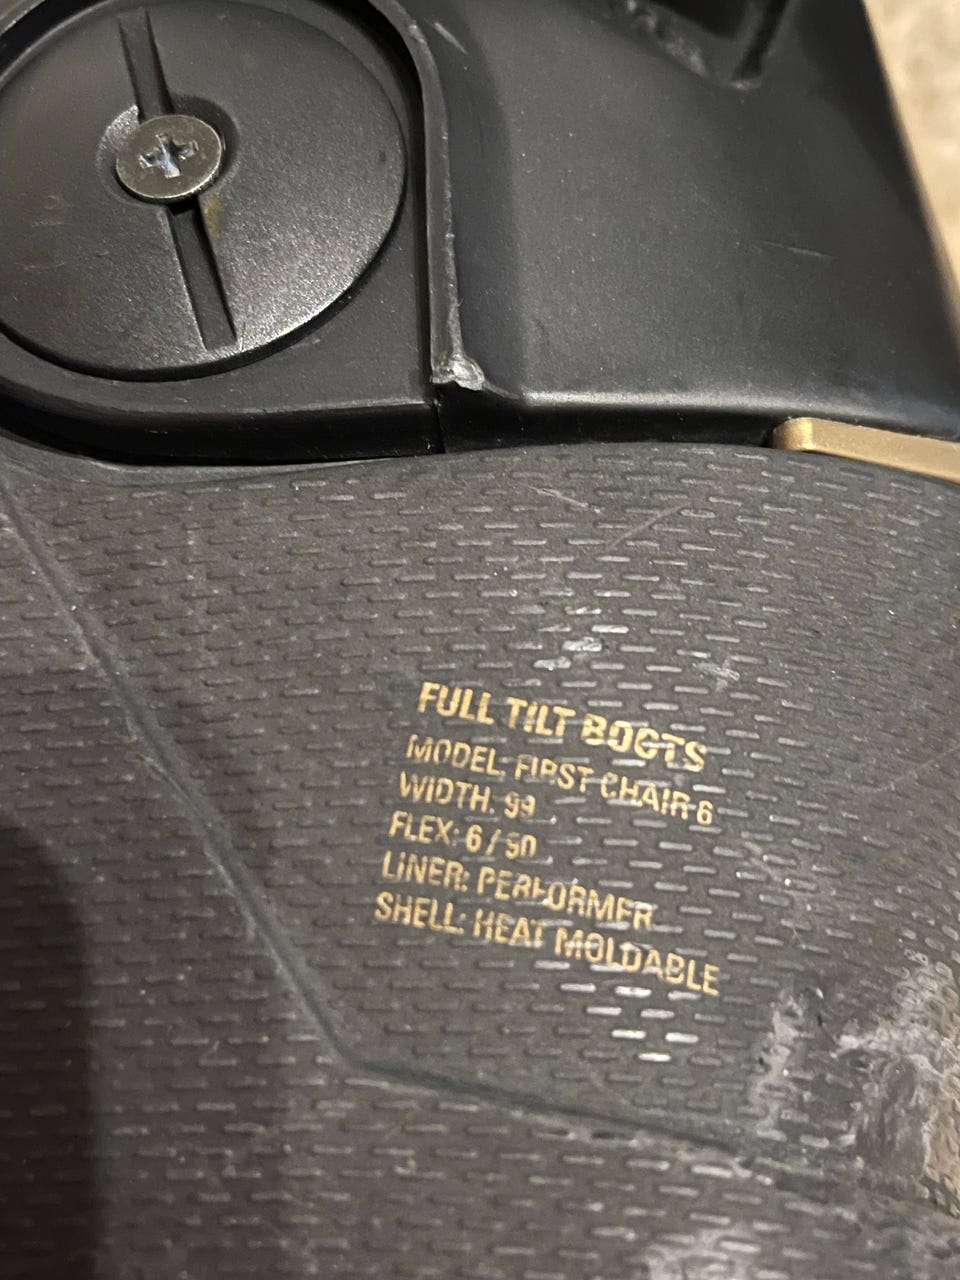 FULL TILT BOOTS
MODEL: FIRST CHAIR 6
WIDTH: 99
FLEX: 6 / 90
LINER: PERFORMER
SHELL: HEAT MOLDABLE